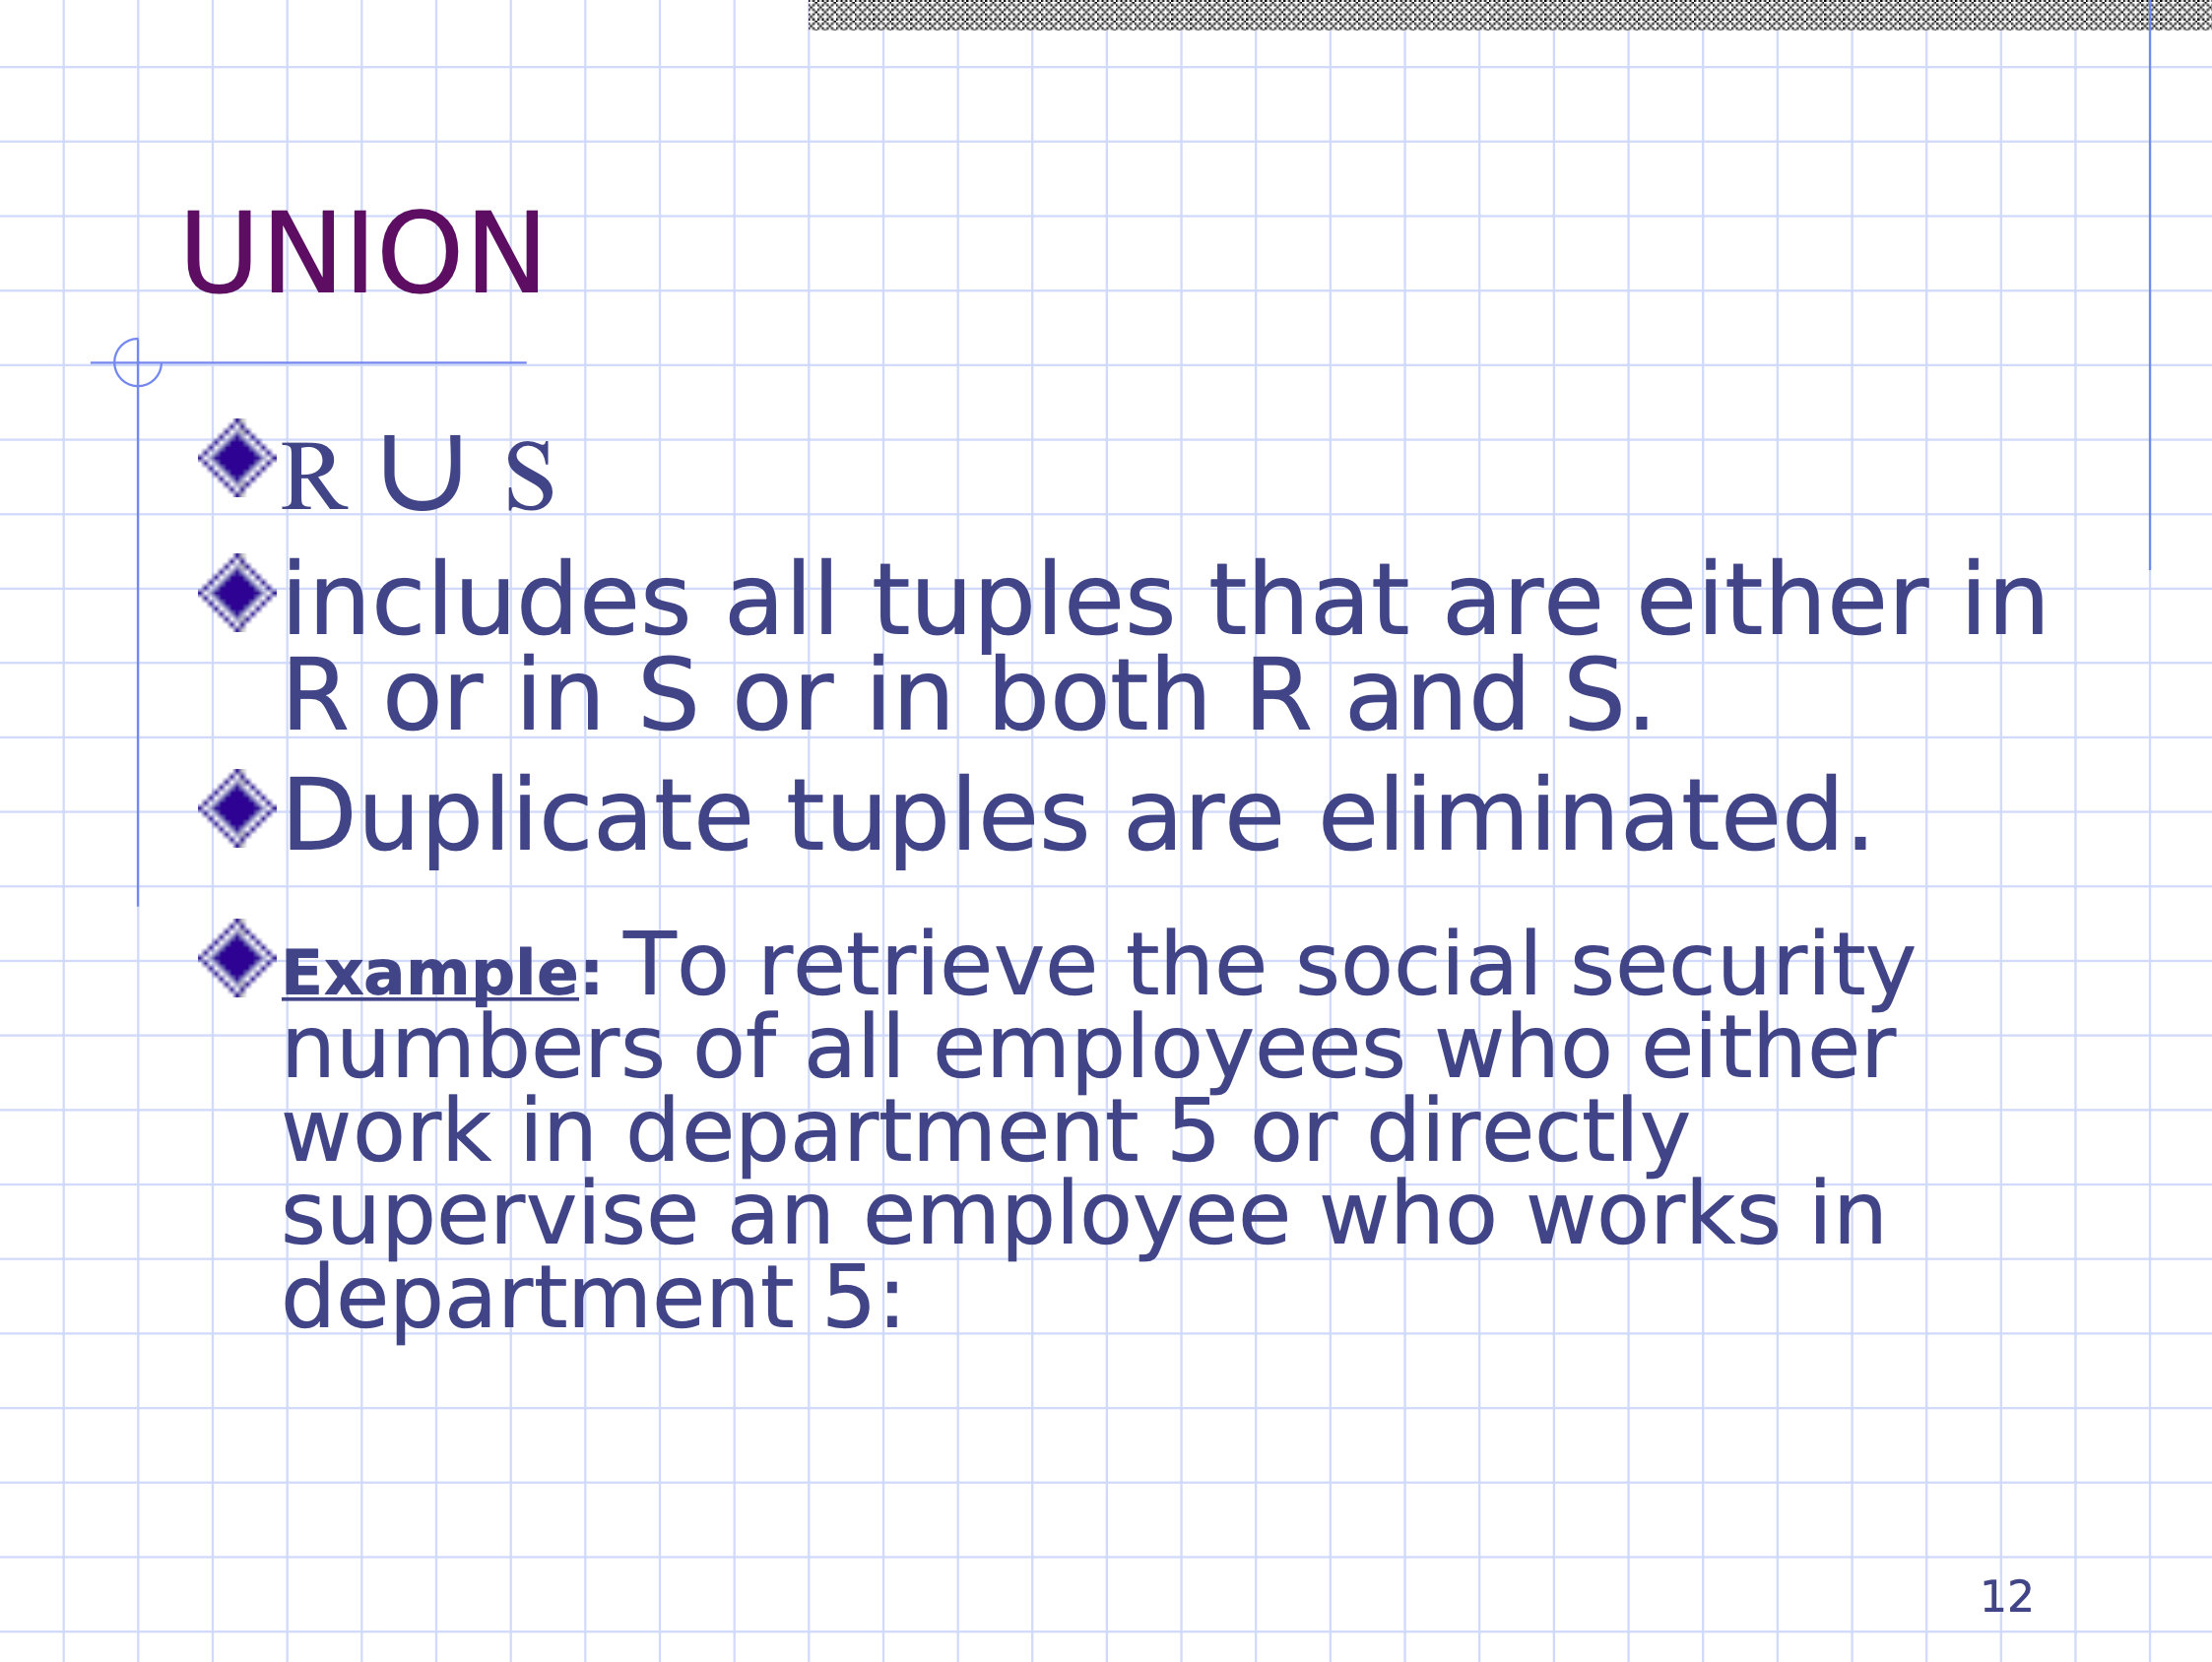 UNION
R ∪ S
includes all tuples that are either in
R or in S or in both R and S.
Duplicate tuples are eliminated.
Example: To retrieve the social security
numbers of all employees who either
work in department 5 or directly
supervise an employee who works in
department 5:
12